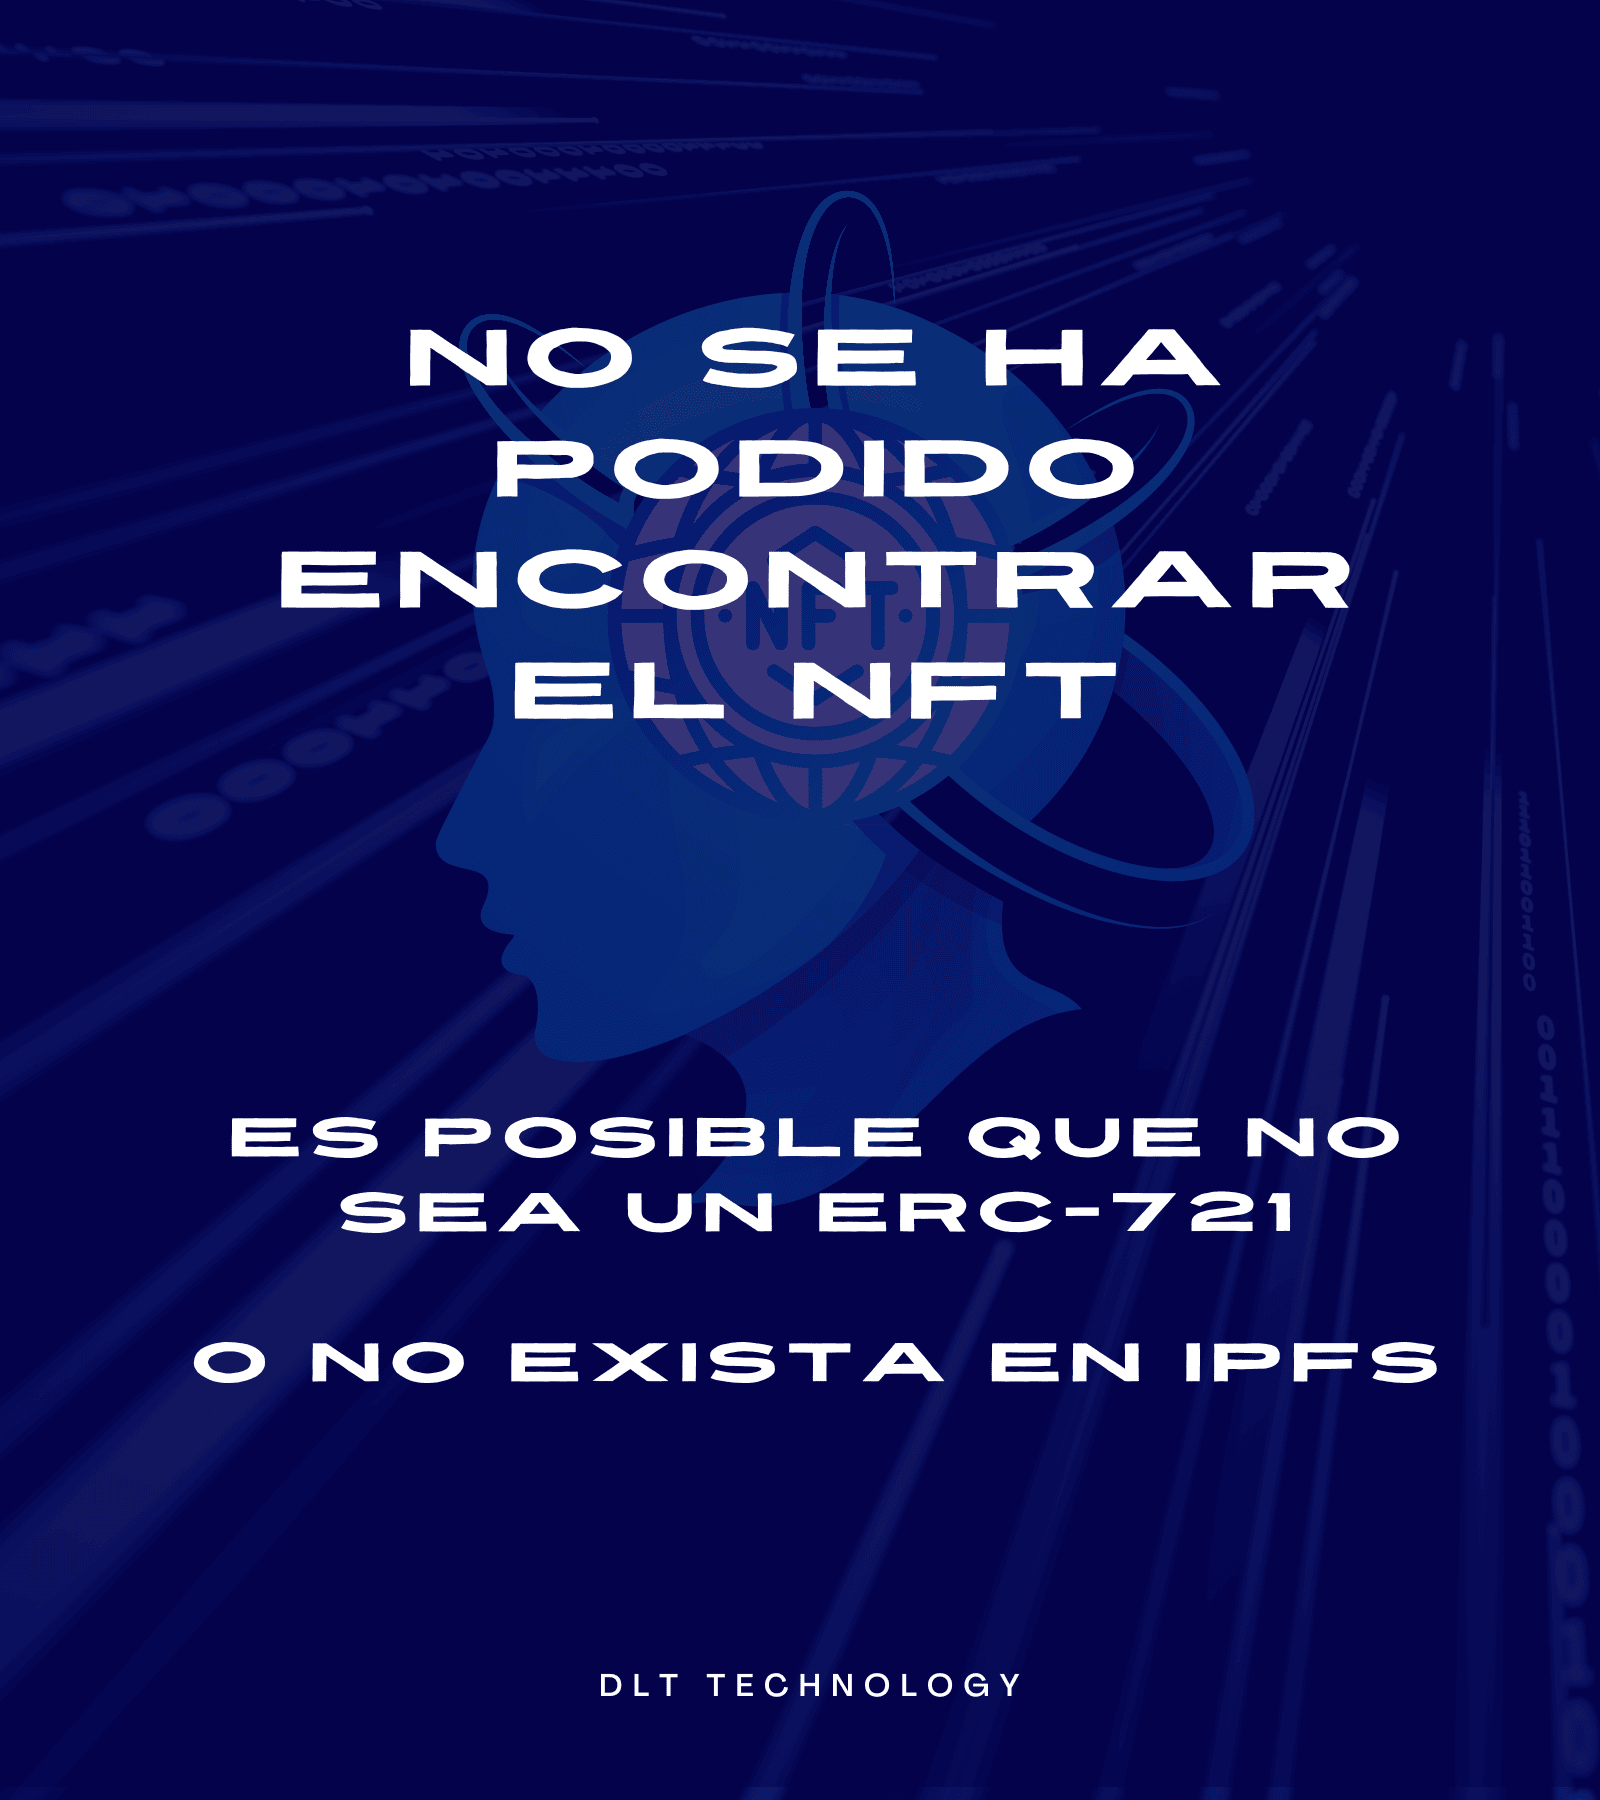 NO SE HA
PODIDO
ENCONTRAR
EL NFT
·NFT·
ES POSIBLE QUE NO
SEA UN ERC-721
O NO EXISTA EN IPFS
DLT TECHNOLOGY